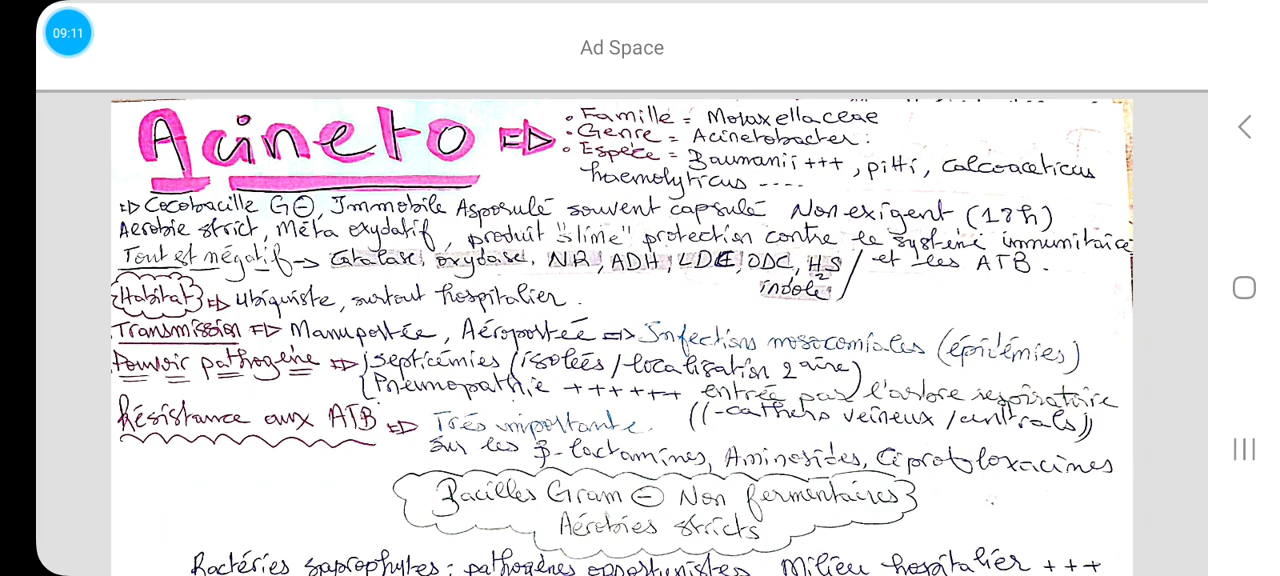 09:11
Ad Space
Acineto => • Famille = Moraxellaceae
• Genre = Acinetobacter :
• Espèce = Baumanii +++, pitti, calcoaceticus
haemolyticus ----
=> Cocobacille G⊖, Immobile Asporulé souvent capsulé Non exigent (18h)
Aérobie strict, Méta oxydatif, produit "slime" protection contre le système immunitaire
Tout est négatif -> Catalase, oxydase, NR, ADH, LDC, ODC, H2S / et les ATB.
indole
Habitat => ubiquiste, surtout hospitalier.
Transmission => Manuportée, Aéroportée => Infections nosocomiales (épidémies)
Pouvoir pathogène => septicémies (isolées / localisation 2aire)
Pneumopathie ++++++ entrée par l'arbre respiratoire
((-cathers veineux / centrals))
Résistance aux ATB => Trés importante.
sur les β-lactamines, Aminosides, Ciprofloxacines
Bacilles Gram ⊖ Non fermentaires
Aérobies stricts
Bactéries saprophytes : pathogènes opportunistes Milieu hospitalier +++